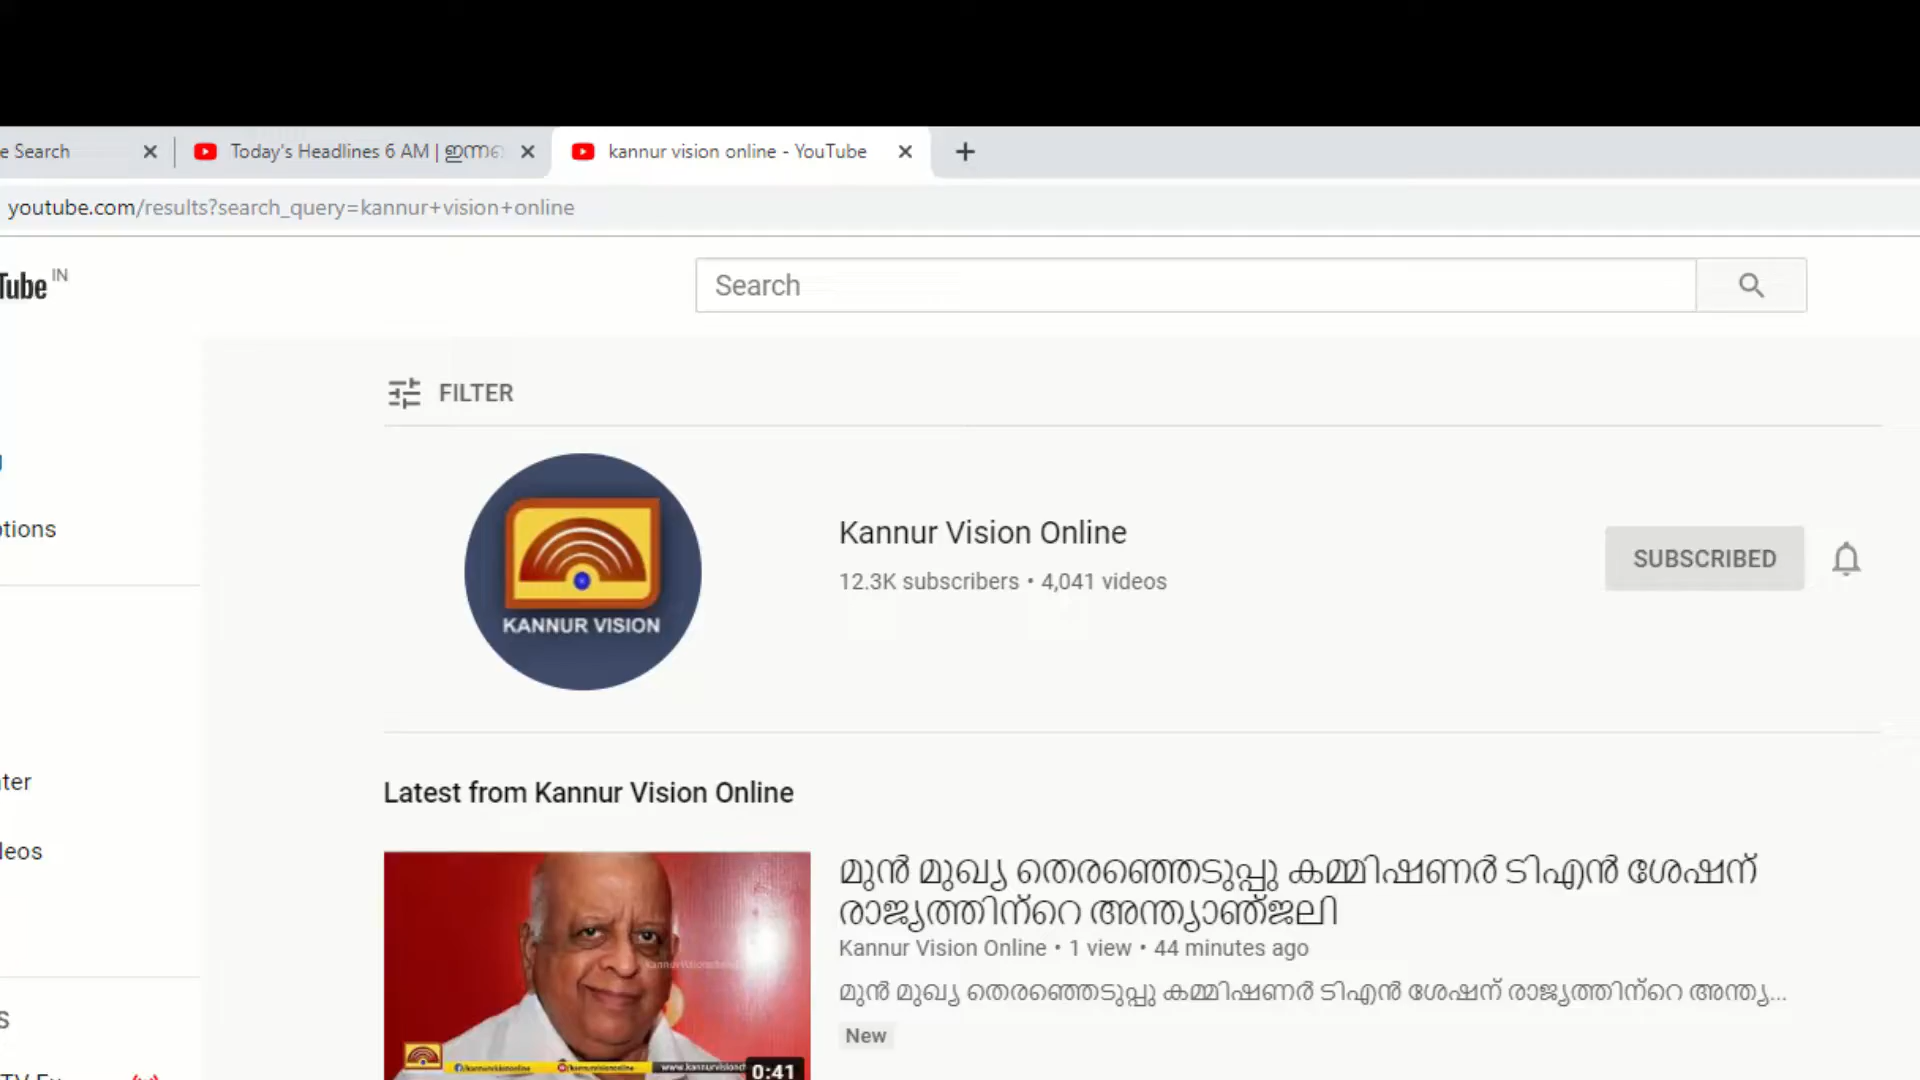 e Search
Today's Headlines 6 AM | ഇന്നത്
kannur vision online - YouTube
youtube.com/results?search_query=kannur+vision+online
Tube IN
Search
FILTER
KANNUR VISION
Kannur Vision Online
12.3K subscribers • 4,041 videos
SUBSCRIBED
Latest from Kannur Vision Online
മുൻ മുഖ്യ തെരഞ്ഞെടുപ്പു കമ്മിഷണർ ടിഎൻ ശേഷന്
രാജ്യത്തിന്റെ അന്ത്യാഞ്ജലി
Kannur Vision Online • 1 view • 44 minutes ago
മുൻ മുഖ്യ തെരഞ്ഞെടുപ്പു കമ്മിഷണർ ടിഎൻ ശേഷന് രാജ്യത്തിന്റെ അന്ത്യ...
New
0:41
ptions
ter
leos
S